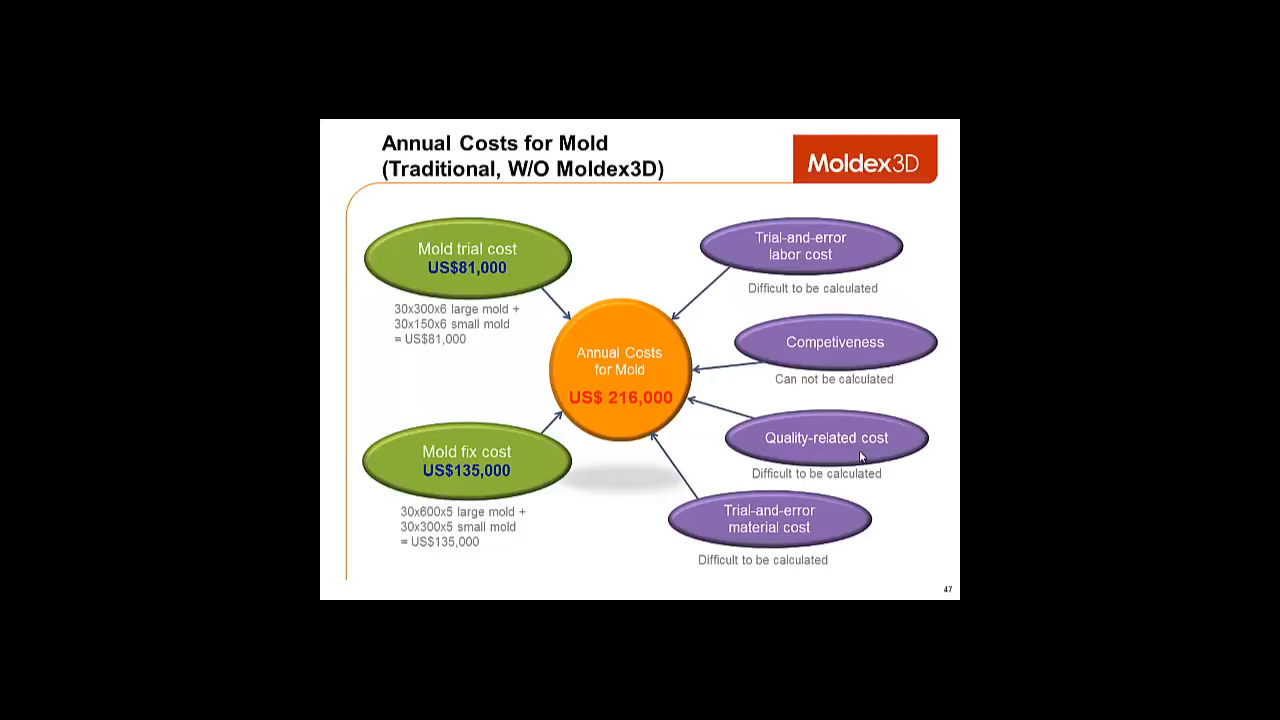 Annual Costs for Mold
(Traditional, W/O Moldex3D)
Moldex3D
Mold trial cost
US$81,000
30x300x6 large mold +
30x150x6 small mold
= US$81,000
Mold fix cost
US$135,000
30x600x5 large mold +
30x300x5 small mold
= US$135,000
Annual Costs
for Mold
US$ 216,000
Trial-and-error
labor cost
Difficult to be calculated
Competiveness
Can not be calculated
Quality-related cost
Difficult to be calculated
Trial-and-error
material cost
Difficult to be calculated
47